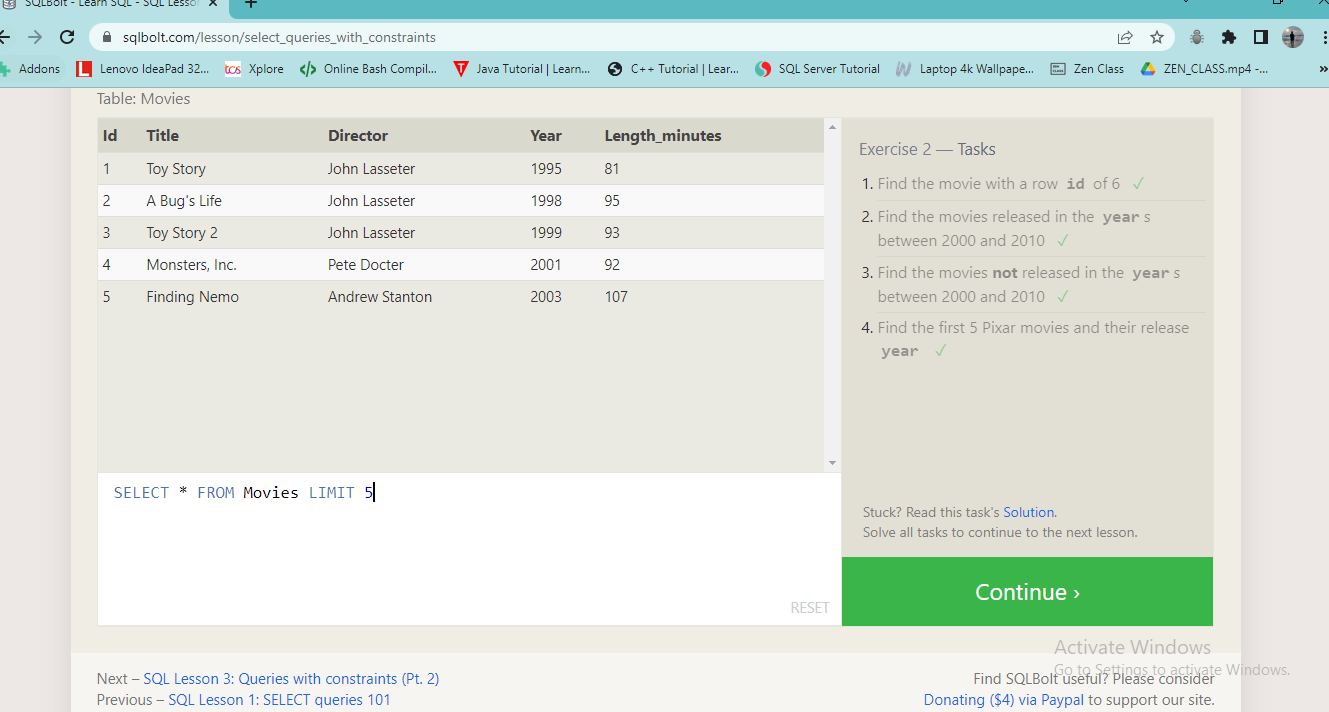 SQLBolt - Learn SQL - SQL Lesson
sqlbolt.com/lesson/select_queries_with_constraints
Addons Lenovo IdeaPad 32... tcs Xplore Online Bash Compil... Java Tutorial | Learn... C++ Tutorial | Lear... SQL Server Tutorial Laptop 4k Wallpape... Zen Class ZEN_CLASS.mp4 -... »
Table: Movies
Id Title Director Year Length_minutes
1 Toy Story John Lasseter 1995 81
2 A Bug's Life John Lasseter 1998 95
3 Toy Story 2 John Lasseter 1999 93
4 Monsters, Inc. Pete Docter 2001 92
5 Finding Nemo Andrew Stanton 2003 107
SELECT * FROM Movies LIMIT 5
RESET
Exercise 2 — Tasks
1. Find the movie with a row id of 6 ✓
2. Find the movies released in the year s
between 2000 and 2010 ✓
3. Find the movies not released in the year s
between 2000 and 2010 ✓
4. Find the first 5 Pixar movies and their release
year ✓
Stuck? Read this task's Solution.
Solve all tasks to continue to the next lesson.
Continue ›
Activate Windows
Go to Settings to activate Windows.
Next – SQL Lesson 3: Queries with constraints (Pt. 2)
Previous – SQL Lesson 1: SELECT queries 101
Find SQLBolt useful? Please consider
Donating ($4) via Paypal to support our site.